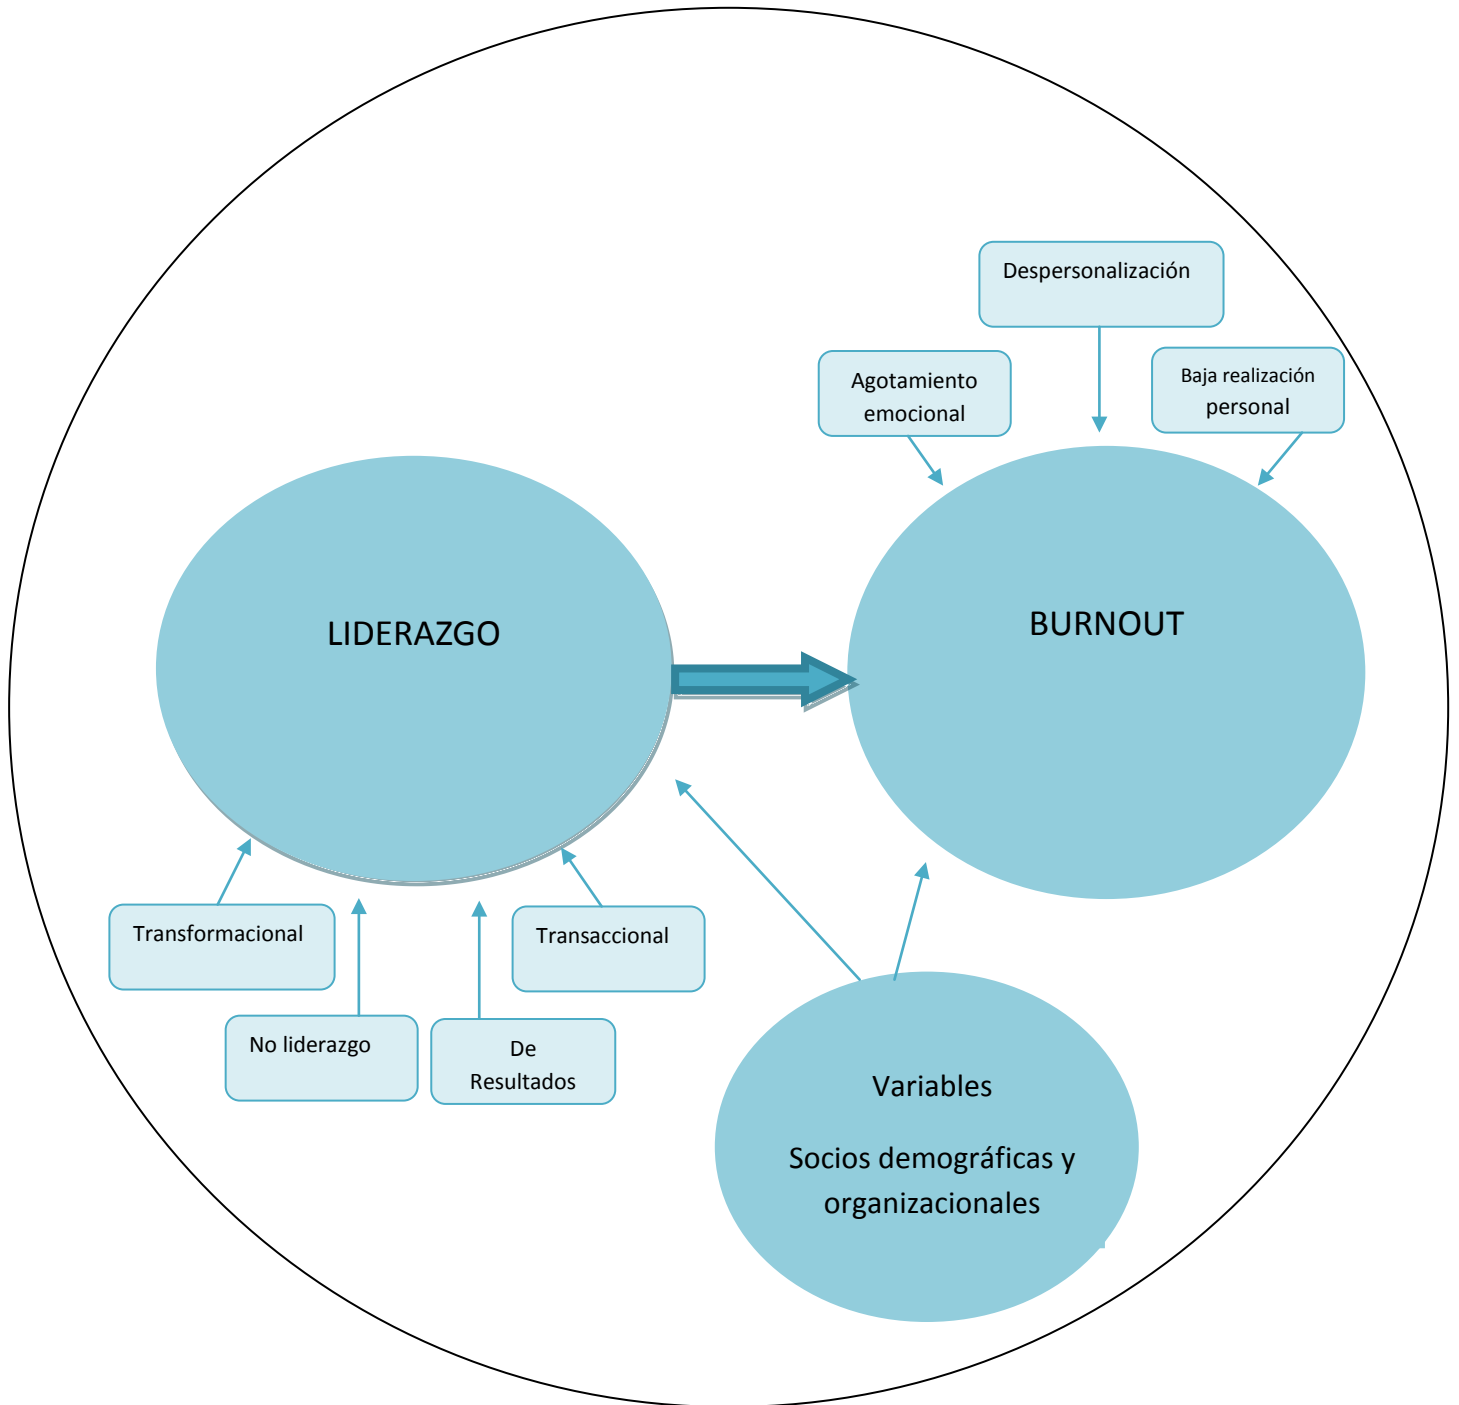 Despersonalización
Agotamiento
emocional
Baja realización
personal
LIDERAZGO
BURNOUT
Transformacional
Transaccional
No liderazgo
De
Resultados
Variables
Socios demográficas y
organizacionales